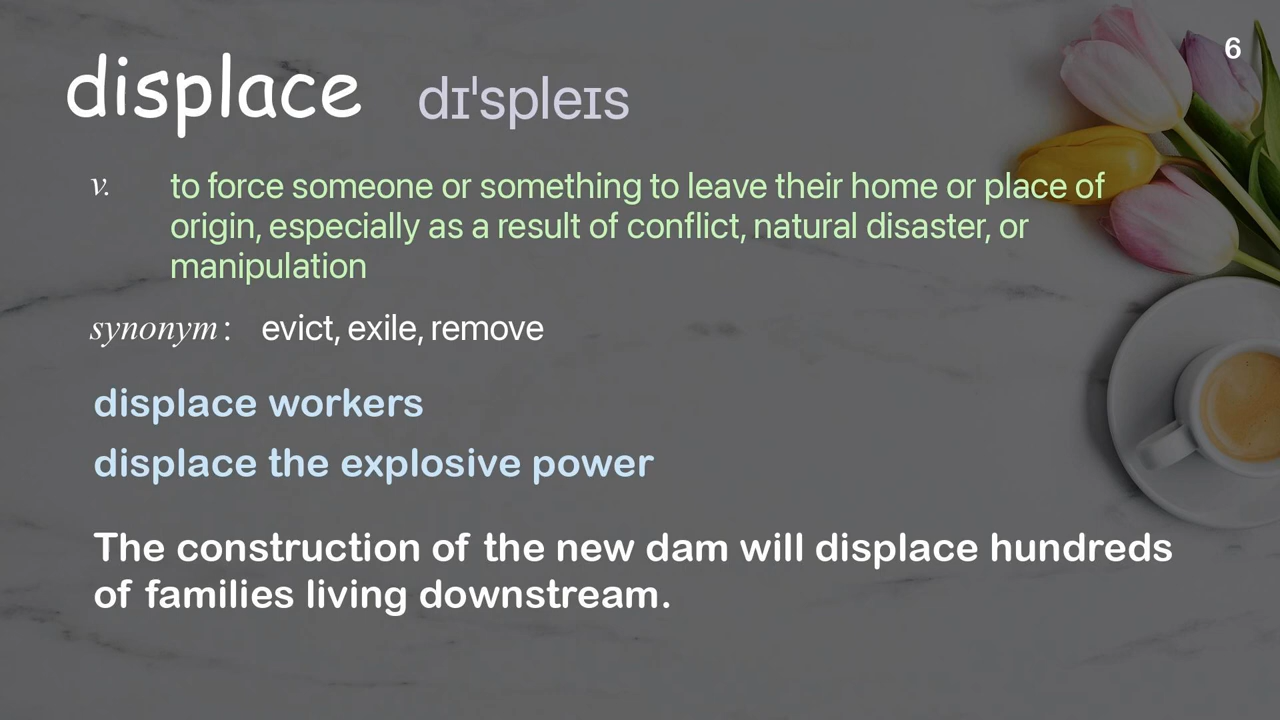 6
displace dɪ'spleɪs
v. to force someone or something to leave their home or place of
origin, especially as a result of conflict, natural disaster, or
manipulation
synonym: evict, exile, remove
displace workers
displace the explosive power
The construction of the new dam will displace hundreds
of families living downstream.